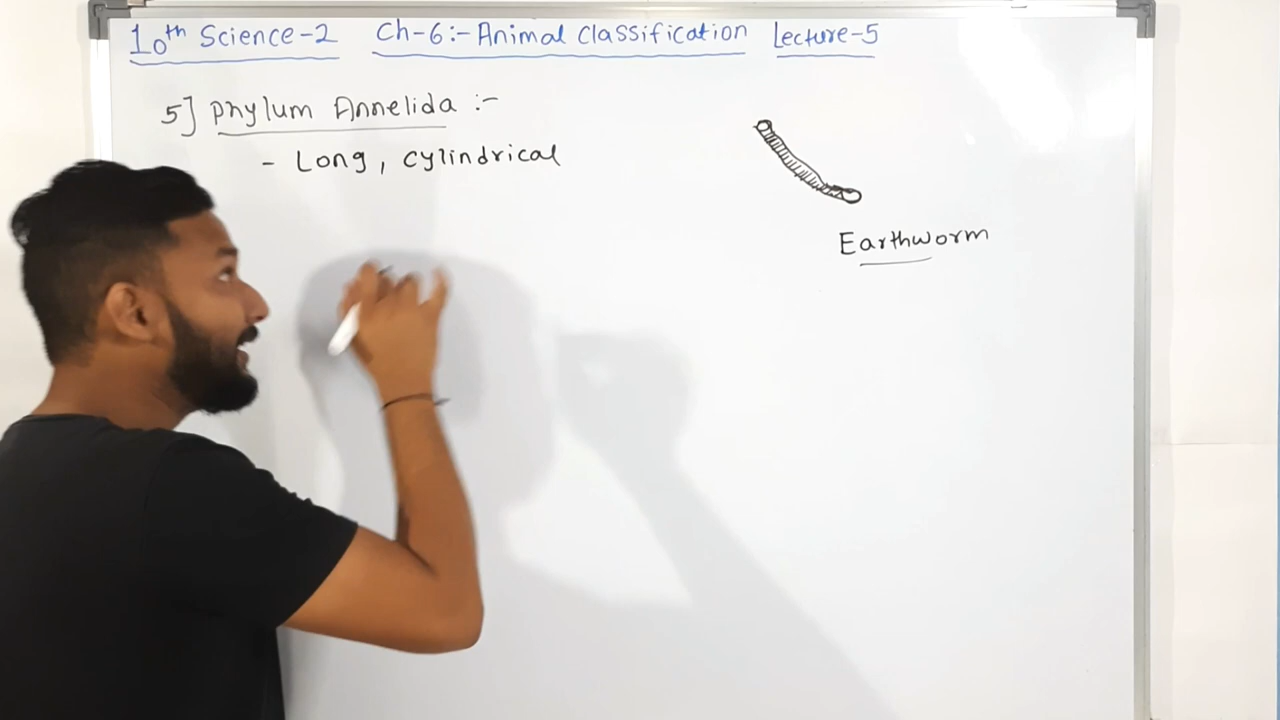 10th Science-2 Ch-6:- Animal Classification Lecture-5
5] Phylum Annelida :-
- Long, cylindrical
Earthworm